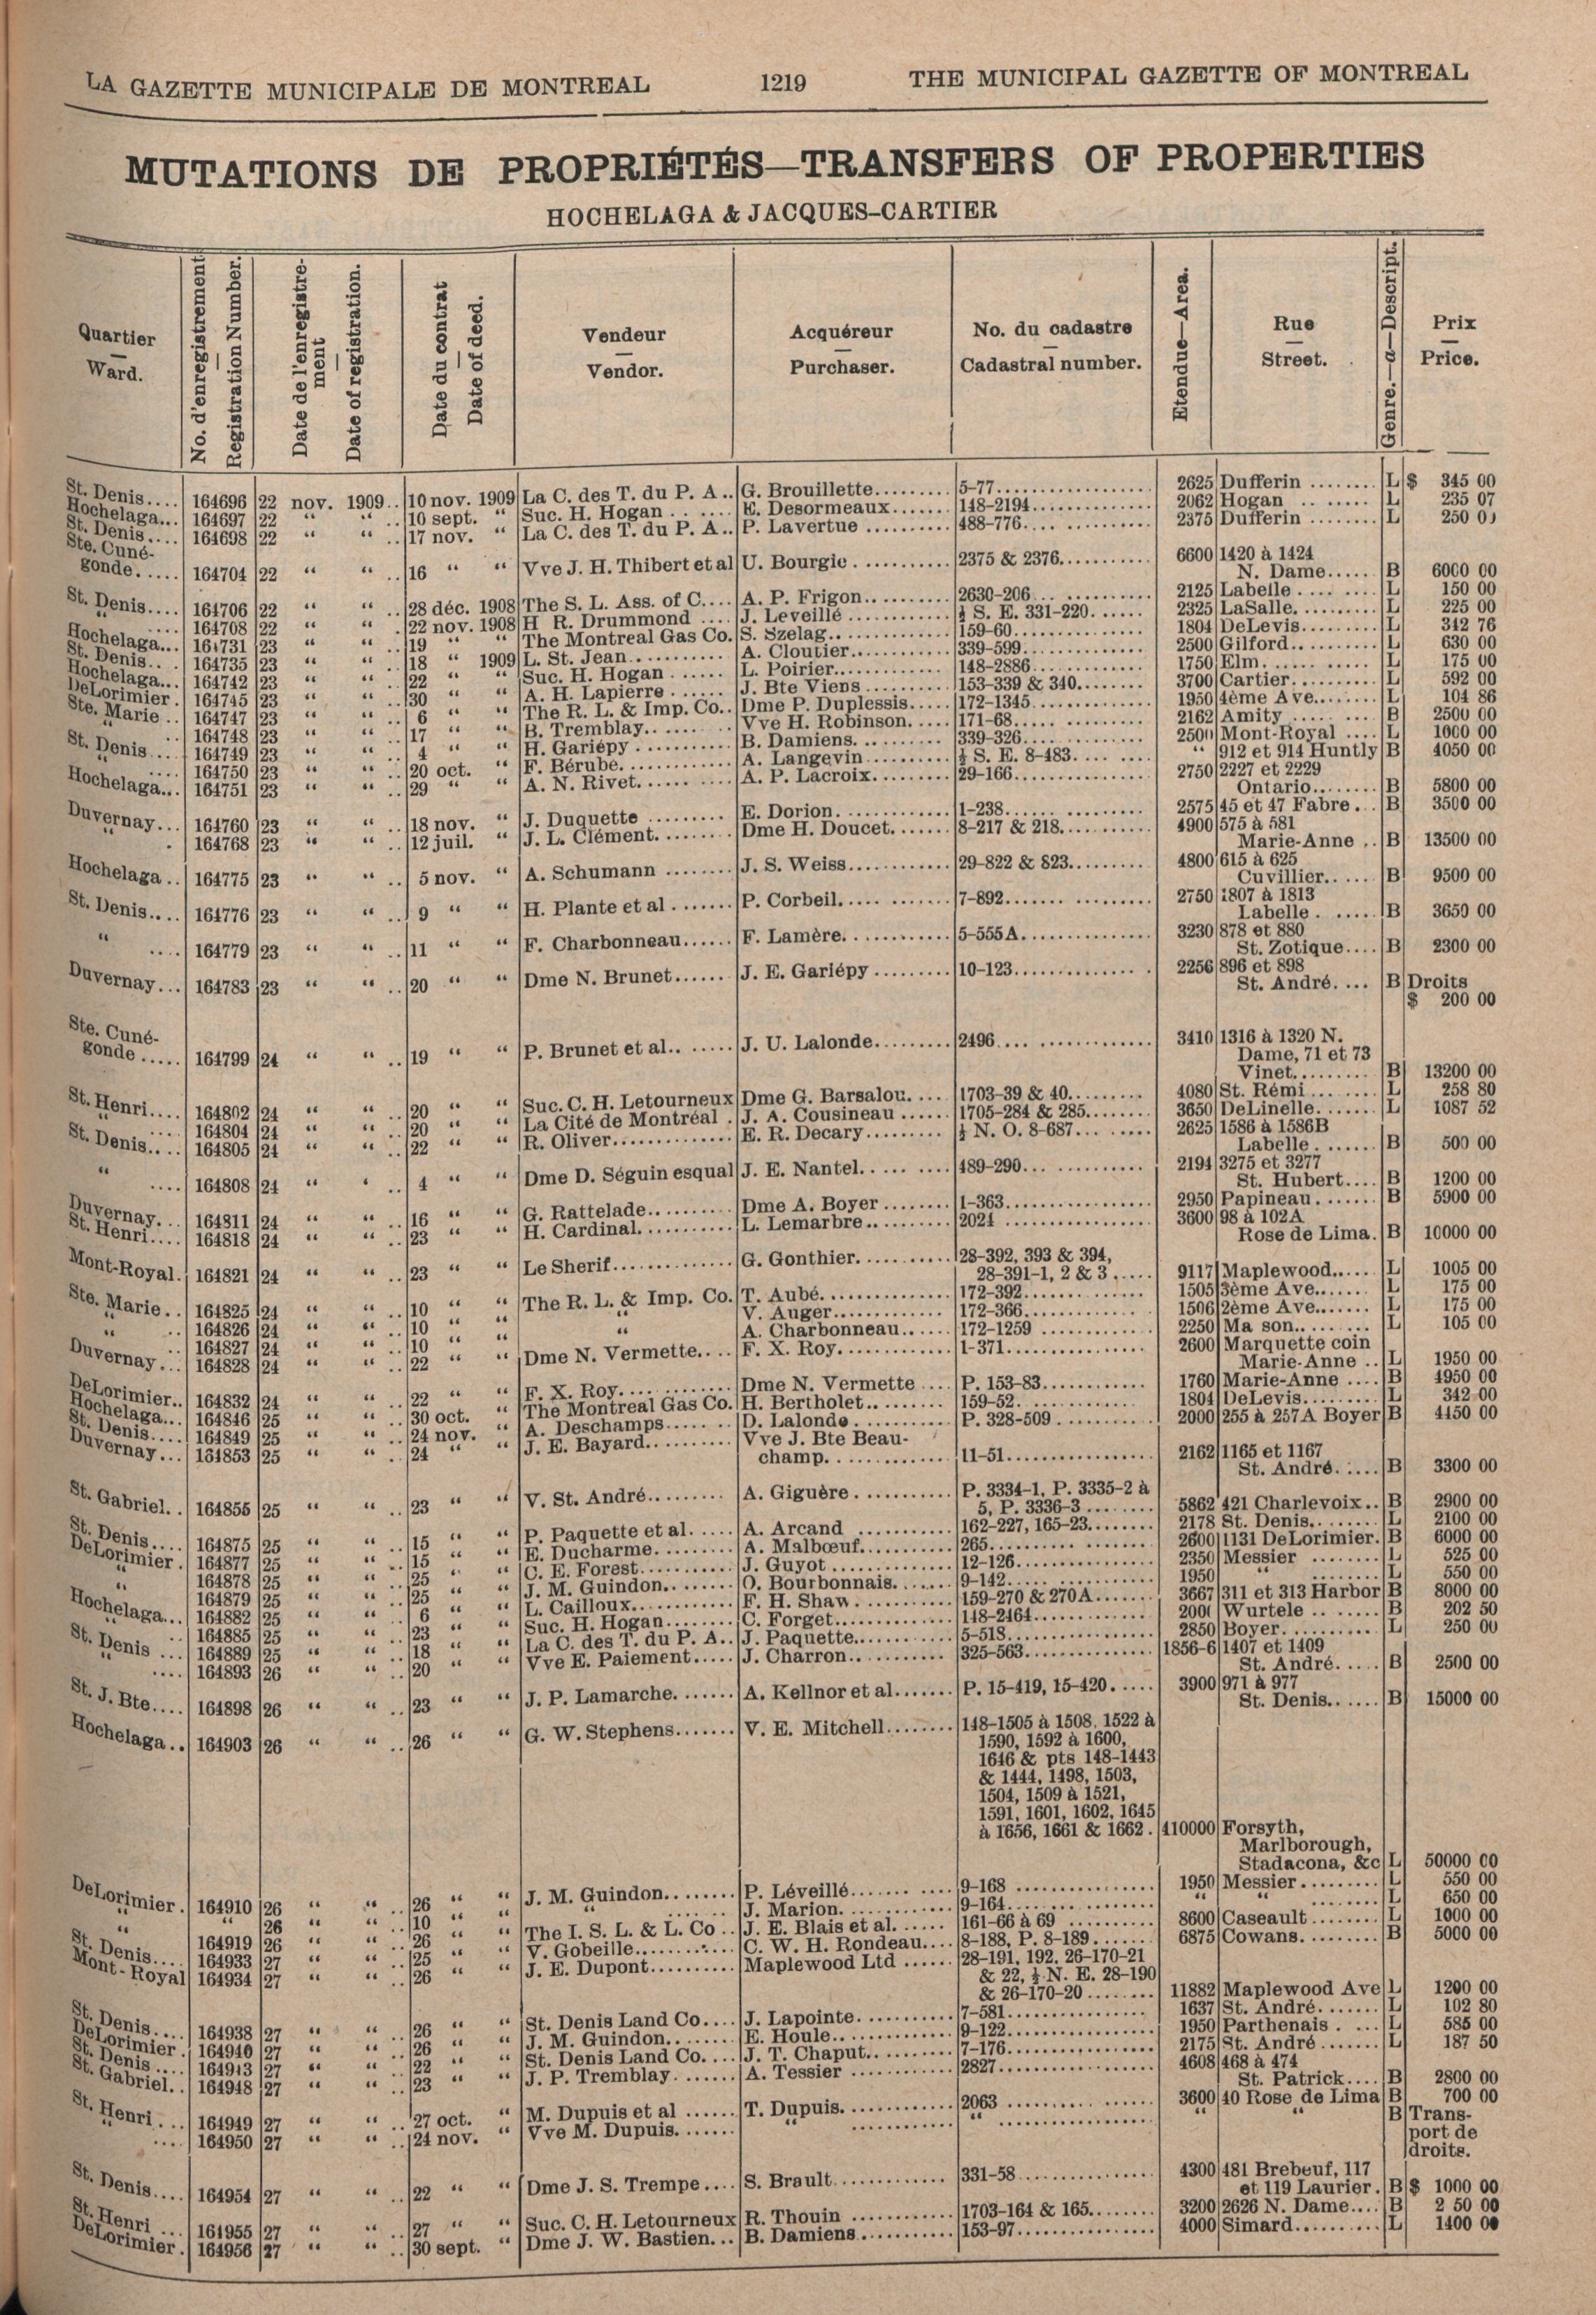 LA GAZETTE MUNICIPALE DE MONTREAL 1219 THE MUNICIPAL GAZETTE OF MONTREAL
MUTATIONS DE PROPRIÉTÉS—TRANSFERS OF PROPERTIES
HOCHELAGA & JACQUES-CARTIER
Quartier — Ward. No. d'enregistrement — Registration Number. Date de l'enregistrement — Date of registration. Date du contrat — Date of deed. Vendeur — Vendor. Acquéreur — Purchaser. No. du cadastre — Cadastral number. Etendue—Area. Rue — Street. Genre.—Descript. Prix — Price.
St. Denis.... 164696 22 nov. 1909.. 10 nov. 1909 La C. des T. du P. A.. G. Brouillette......... 5-77.................. 2625 Dufferin ........ L $ 345 00
Hochelaga... 164697 22 “ “ .. 10 sept. “ Suc. H. Hogan ........ E. Desormeaux....... 148-2194............... 2062 Hogan ......... L 235 07
St. Denis.... 164698 22 “ “ .. 17 nov. “ La C. des T. du P. A.. P. Lavertue .......... 488-776.... ........... 2375 Dufferin ........ L 250 0
Ste. Cuné-
gonde..... 164704 22 “ “ .. 16 “ “ Vve J. H. Thibert et al U. Bourgie ........... 2375 & 2376........... 6600 1420 à 1424
N. Dame...... B 6000 00
St. Denis.... 164706 22 “ “ .. 28 déc. 1908 The S. L. Ass. of C.... A. P. Frigon.......... 2630-206... ........... 2125 Labelle ......... L 150 00
“ .... 164708 22 “ “ . 22 nov. 1908 H R. Drummond .... J. Leveillé .......... ½ S. E. 331-220...... 2325 LaSalle.......... L 225 00
Hochelaga... 164731 23 “ “ .. 19 “ “ The Montreal Gas Co. S. Szelag............. 159-60............... 1804 DeLevis......... L 342 76
St. Denis... 164735 23 “ “ .. 18 “ 1909 L. St. Jean........... A. Cloutier........... 339-599.............. 2500 Gilford.......... L 630 00
Hochelaga... 164742 23 “ “ .. 22 “ “ Suc. H. Hogan ...... L. Poirier............. 148-2886............. 1750 Elm............. L 175 00
DeLorimier . 164745 23 “ “ .. 30 “ “ A. H. Lapierre ...... J. Bte Viens .......... 153-339 & 340........ 3700 Cartier.......... L 592 00
Ste. Marie .. 164747 23 “ “ .. 6 “ “ The R. L. & Imp. Co.. Dme P. Duplessis..... 172-1345............. 1950 4ème Ave........ L 104 86
“ .. 164748 23 “ “ .. 17 “ “ B. Tremblay......... Vve H. Robinson..... 171-68............... 2162 Amity .......... B 2500 00
St. Denis.... 164749 23 “ “ .. 4 “ “ H. Gariépy ........... B. Damiens........... 339-326.............. 2500 Mont-Royal .... L 1000 00
“ .... 164750 23 “ “ .. 20 oct. “ F. Bérubé............ A. Langevin.......... ½ S. E. 8-483......... “ 912 et 914 Huntly B 4050 00
Hochelaga... 164751 23 “ “ .. 29 “ “ A. N. Rivet.......... A. P. Lacroix......... 29-166............... 2750 2227 et 2229
Ontario........ B 5800 00
Duvernay... 164760 23 “ “ .. 18 nov. “ J. Duquette ......... E. Dorion............ 1-238................ 2575 45 et 47 Fabre... B 3500 00
“ . 164768 23 “ “ .. 12 juil. “ J. L. Clément......... Dme H. Doucet....... 8-217 & 218........... 4900 575 à 581
Marie-Anne .. B 13500 00
Hochelaga .. 164775 23 “ “ .. 5 nov. “ A. Schumann ........ J. S. Weiss............ 29-822 & 823......... 4800 615 à 625
Cuvillier...... B 9500 00
St. Denis.... 164776 23 “ “ .. 9 “ “ H. Plante et al ....... P. Corbeil............. 7-892................ 2750 1807 à 1813
Labelle ....... B 3650 00
“ .... 164779 23 “ “ .. 11 “ “ F. Charbonneau...... F. Lamère............ 5-555A............... 3230 878 et 880
St. Zotique.... B 2300 00
Duvernay... 164783 23 “ “ .. 20 “ “ Dme N. Brunet...... J. E. Gariépy ......... 10-123............... 2256 896 et 898
St. André.... B Droits
$ 200 00
Ste. Cuné-
gonde ..... 164799 24 “ “ .. 19 “ “ P. Brunet et al........ J. U. Lalonde......... 2496................. 3410 1316 à 1320 N.
Dame, 71 et 73
Vinet......... B 13200 00
St. Henri.... 164802 24 “ “ .. 20 “ “ Suc. C. H. Letourneux Dme G. Barsalou..... 1703-39 & 40......... 4080 St. Rémi ........ L 258 80
“ .... 164804 24 “ “ .. 20 “ “ La Cité de Montréal . J. A. Cousineau ...... 1705-284 & 285....... 3650 DeLinelle....... L 1087 52
St. Denis.... 164805 24 “ “ .. 22 “ “ R. Oliver............. E. R. Decary......... ½ N. O. 8-687......... 2625 1586 à 1586B
Labelle ....... B 500 00
“ .... 164808 24 “ “ .. 4 “ “ Dme D. Séguin esqual J. E. Nantel.......... 489-290.............. 2194 3275 et 3277
St. Hubert.... B 1200 00
Duvernay... 164811 24 “ “ .. 16 “ “ G. Rattelade.......... Dme A. Boyer ........ 1-363................ 2950 Papineau....... B 5900 00
St. Henri.... 164818 24 “ “ .. 23 “ “ H. Cardinal........... L. Lemarbre.......... 2021 ................ 3600 98 à 102A
Rose de Lima. B 10000 00
Mont-Royal. 164821 24 “ “ .. 23 “ “ Le Sherif............. G. Gonthier........... 28-392, 393 & 394,
28-391-1, 2 & 3 ..... 9117 Maplewood...... L 1005 00
Ste. Marie.. 164825 24 “ “ .. 10 “ “ The R. L. & Imp. Co. T. Aubé.............. 172-392.............. 1505 3ème Ave....... L 175 00
“ .. 164826 24 “ “ .. 10 “ “ “ V. Auger............. 172-366.............. 1506 2ème Ave....... L 175 00
“ .. 164827 24 “ “ .. 10 “ “ “ A. Charbonneau...... 172-1259 ............ 2250 Ma son.......... L 105 00
Duvernay... 164828 24 “ “ .. 22 “ “ Dme N. Vermette.... F. X. Roy............ 1-371................ 2600 Marquette coin
Marie-Anne .. L 1950 00
DeLorimier.. 164832 24 “ “ .. 22 “ “ F. X. Roy............ Dme N. Vermette .... P. 153-83............ 1760 Marie-Anne .... B 4950 00
Hochelaga... 164846 25 “ “ .. 30 oct. “ The Montreal Gas Co. H. Bertholet.......... 159-52............... 1804 DeLevis......... L 342 00
St. Denis.... 164849 25 “ “ .. 24 nov. “ A. Deschamps....... D. Lalonde........... P. 328-509 .......... 2000 255 à 257A Boyer B 4450 00
Duvernay... 131853 25 “ “ .. 24 “ “ J. E. Bayard.......... Vve J. Bte Beau-
champ............. 11-51................ 2162 1165 et 1167
St. André...... B 3300 00
St. Gabriel.. 164855 25 “ “ .. 23 “ “ V. St. André......... A. Giguère ........... P. 3334-1, P. 3335-2 à
5, P. 3336-3 ........ 5862 421 Charlevoix.. B 2900 00
St. Denis.... 164875 25 “ “ .. 15 “ “ P. Paquette et al...... A. Arcand ........... 162-227, 165-23........ 2178 St. Denis........ L 2100 00
DeLorimier . 164877 25 “ “ .. 15 “ “ E. Ducharme......... A. Malbœuf.......... 265................. 2600 1131 DeLorimier. B 6000 00
“ 164878 25 “ “ .. 25 “ “ C. E. Forest.......... J. Guyot ............. 12-126............... 2350 Messier ........ L 525 00
“ 164879 25 “ “ .. 25 “ “ J. M. Guindon........ O. Bourbonnais....... 9-142................ 1950 “ ........ L 550 00
Hochelaga... 164882 25 “ “ .. 6 “ “ L. Cailloux........... F. H. Shaw........... 159-270 & 270A....... 3667 311 et 313 Harbor B 8000 00
“ .. 164885 25 “ “ .. 23 “ “ Suc. H. Hogan........ C. Forget............. 148-2464............. 200 Wurtele ......... B 202 50
St. Denis ... 164889 25 “ “ .. 18 “ “ La C. des T. du P. A.. J. Paquette........... 5-518................ 2850 Boyer........... L 250 00
“ .... 164893 26 “ “ .. 20 “ “ Vve E. Paiement..... J. Charron........... 325-563.............. 1856-6 1407 et 1409
St. André..... B 2500 00
St. J. Bte.... 164898 26 “ “ .. 23 “ “ J. P. Lamarche....... A. Kellnor et al....... P. 15-419, 15-420..... 3900 971 à 977
St. Denis...... B 15000 00
Hochelaga .. 164903 26 “ “ .. 26 “ “ G. W. Stephens....... V. E. Mitchell........ 148-1505 à 1508, 1522 à
1590, 1592 à 1600,
1646 & pts 148-1443
& 1444, 1498, 1503,
1504, 1509 à 1521,
1591, 1601, 1602, 1645
à 1656, 1661 & 1662 . 410000 Forsyth,
Marlborough,
Stadacona, &c L 50000 00
DeLorimier . 164910 26 “ “ .. 26 “ “ J. M. Guindon........ P. Léveillé........... 9-168 ............... 1950 Messier......... L 550 00
“ “ 26 “ “ .. 10 “ “ “ ...... J. Marion............ 9-164................ “ “ ........ L 650 00
“ 164919 26 “ “ .. 26 “ “ The I. S. L. & L. Co .. J. E. Blais et al. ..... 161-66 à 69 .......... 8600 Caseault ........ L 1000 00
St. Denis.... 164933 27 “ “ .. 25 “ “ V. Gobeille........... C. W. H. Rondeau.... 8-188, P. 8-189....... 6875 Cowans......... B 5000 00
Mont-Royal 164934 27 “ “ .. 26 “ “ J. E. Dupont.......... Maplewood Ltd ...... 28-191, 192, 26-170-21
& 22, ½ N. E. 28-190
& 26-170-20 ........ 11882 Maplewood Ave L 1200 00
St. Denis.... 164938 27 “ “ .. 26 “ “ St. Denis Land Co.... J. Lapointe........... 7-581................ 1637 St. André....... L 102 80
DeLorimier . 164940 27 “ “ .. 26 “ “ J. M. Guindon........ E. Houle............. 9-122................ 1950 Parthenais ..... L 585 00
St. Denis .... 164943 27 “ “ .. 22 “ “ St. Denis Land Co.... J. T. Chaput.......... 7-176................ 2175 St. André....... L 187 50
St. Gabriel.. 164948 27 “ “ .. 23 “ “ J. P. Tremblay....... A. Tessier ........... 2827................. 4608 468 à 474
St. Patrick.... B 2800 00
St. Henri... 164949 27 “ “ .. 27 oct. “ M. Dupuis et al ...... T. Dupuis............ 2063 ................ 3600 40 Rose de Lima B 700 00
“ .... 164950 27 “ “ .. 24 nov. “ Vve M. Dupuis....... “ ............ “ ............... “ “ B Trans-
port de
droits.
St. Denis.... 164954 27 “ “ .. 22 “ “ Dme J. S. Trempe.... S. Brault............. 331-58............... 4300 481 Brebeuf, 117
et 119 Laurier. B $ 1000 00
St. Henri ... 161955 27 “ “ .. 27 “ “ Suc. C. H. Letourneux R. Thouin ........... 1703-164 & 165........ 3200 2626 N. Dame.... B 2 50 00
DeLorimier . 164956 27 “ “ .. 30 sept. “ Dme J. W. Bastien... B. Damiens.......... 153-97............... 4000 Simard.......... L 1400 00